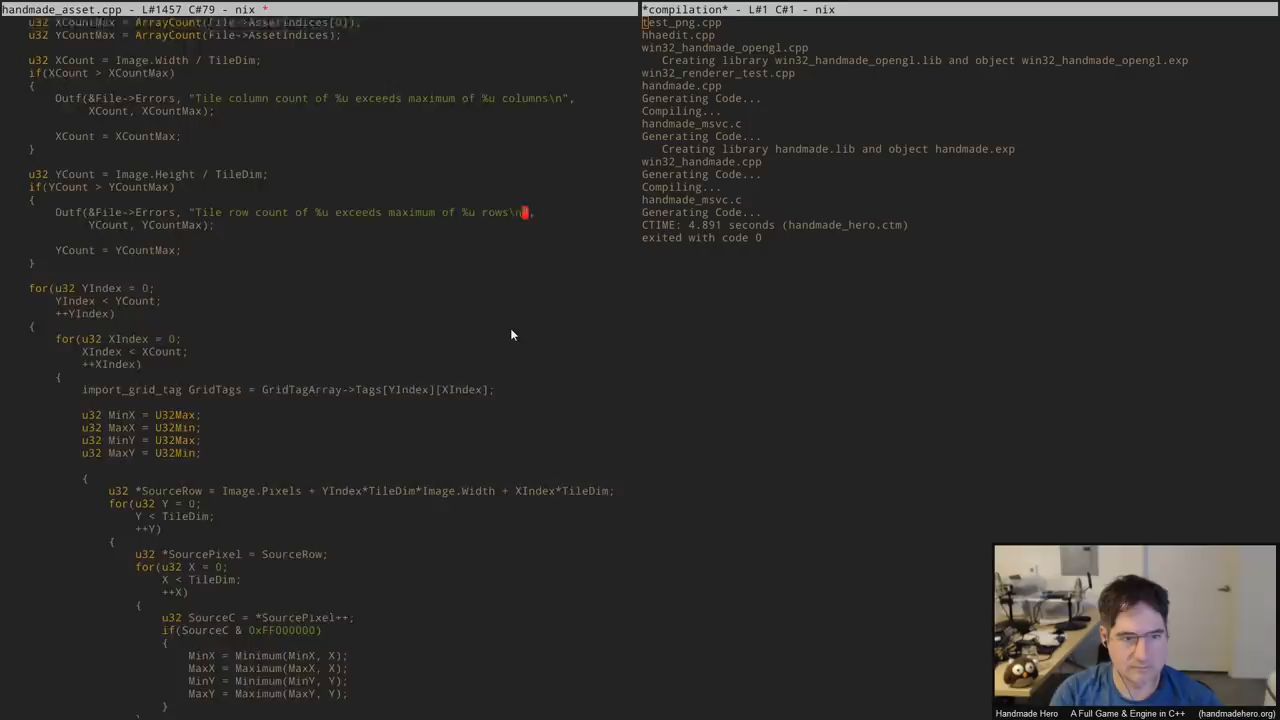 handmade_asset.cpp - L#1457 C#79 - nix *
u32 XCountMax = ArrayCount(File->AssetIndices[0]);
u32 YCountMax = ArrayCount(File->AssetIndices);
u32 XCount = Image.Width / TileDim;
if(XCount > XCountMax)
{
Outf(&File->Errors, "Tile column count of %u exceeds maximum of %u columns\n",
XCount, XCountMax);
XCount = XCountMax;
}
u32 YCount = Image.Height / TileDim;
if(YCount > YCountMax)
{
Outf(&File->Errors, "Tile row count of %u exceeds maximum of %u rows\n",
YCount, YCountMax);
YCount = YCountMax;
}
for(u32 YIndex = 0;
YIndex < YCount;
++YIndex)
{
for(u32 XIndex = 0;
XIndex < XCount;
++XIndex)
{
import_grid_tag GridTags = GridTagArray->Tags[YIndex][XIndex];
u32 MinX = U32Max;
u32 MaxX = U32Min;
u32 MinY = U32Max;
u32 MaxY = U32Min;
{
u32 *SourceRow = Image.Pixels + YIndex*TileDim*Image.Width + XIndex*TileDim;
for(u32 Y = 0;
Y < TileDim;
++Y)
{
u32 *SourcePixel = SourceRow;
for(u32 X = 0;
X < TileDim;
++X)
{
u32 SourceC = *SourcePixel++;
if(SourceC & 0xFF000000)
{
MinX = Minimum(MinX, X);
MaxX = Maximum(MaxX, X);
MinY = Minimum(MinY, Y);
MaxY = Maximum(MaxY, Y);
}
*compilation* - L#1 C#1 - nix
test_png.cpp
hhaedit.cpp
win32_handmade_opengl.cpp
Creating library win32_handmade_opengl.lib and object win32_handmade_opengl.exp
win32_renderer_test.cpp
handmade.cpp
Generating Code...
Compiling...
handmade_msvc.c
Generating Code...
Creating library handmade.lib and object handmade.exp
win32_handmade.cpp
Generating Code...
Compiling...
handmade_msvc.c
Generating Code...
CTIME: 4.891 seconds (handmade_hero.ctm)
exited with code 0
Handmade Hero A Full Game & Engine in C++ (handmadehero.org)